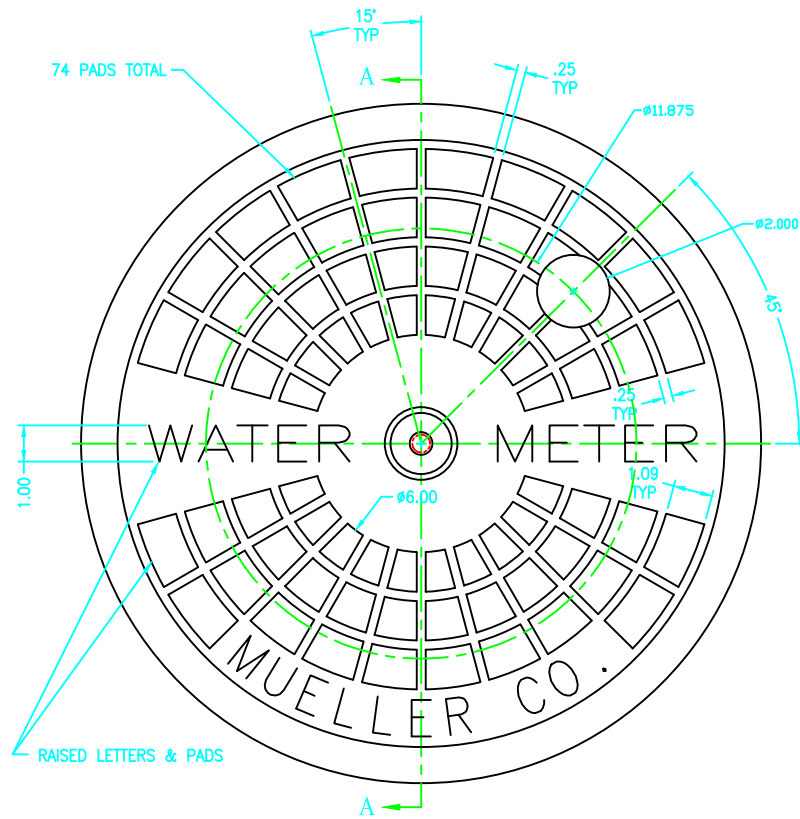 15°
TYP
A
74 PADS TOTAL
.25
TYP
ø11.875
ø2.000
45°
.25
TYP
WATER METER
1.00
1.09
TYP
ø6.00
MUELLER CO.
RAISED LETTERS & PADS
A